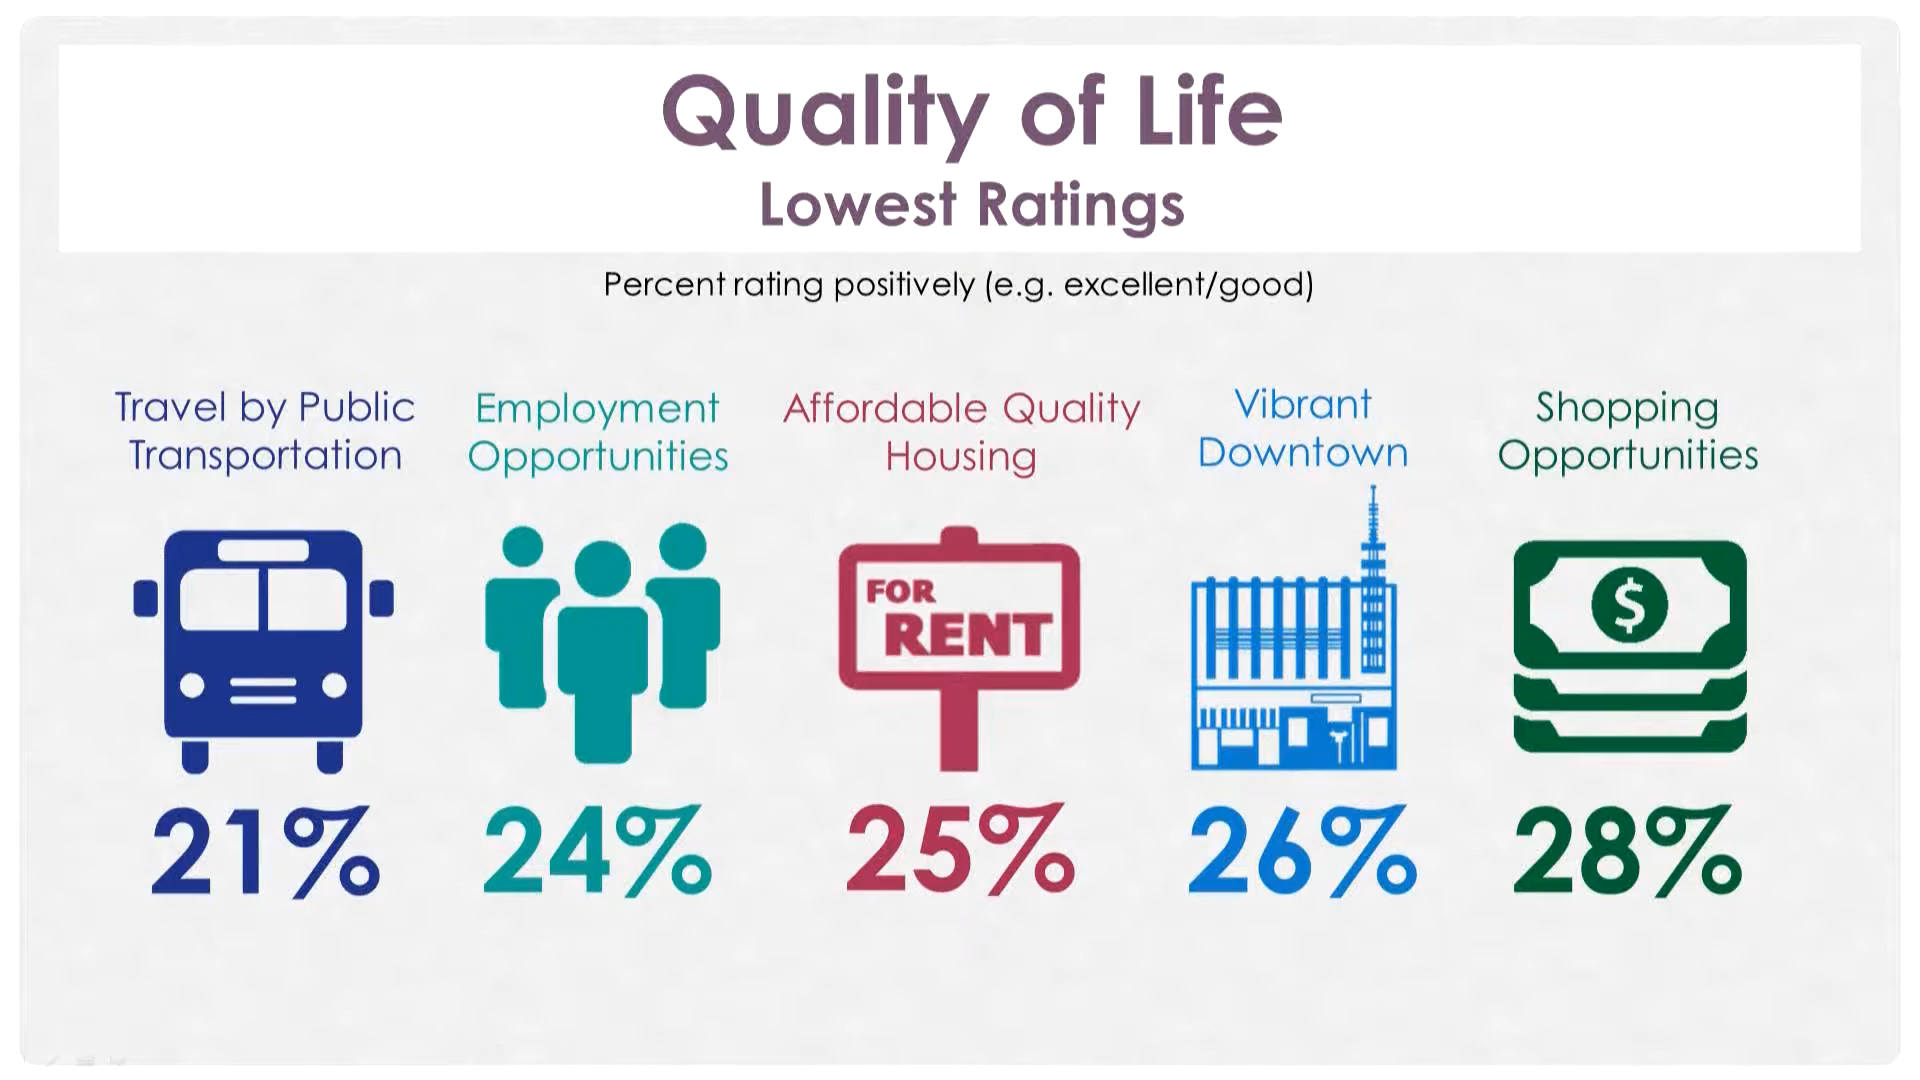 Quality of Life
Lowest Ratings
Percent rating positively (e.g. excellent/good)
Travel by Public
Transportation
Employment
Opportunities
Affordable Quality
Housing
Vibrant
Downtown
Shopping
Opportunities
FOR
RENT
$
21%
24%
25%
26%
28%